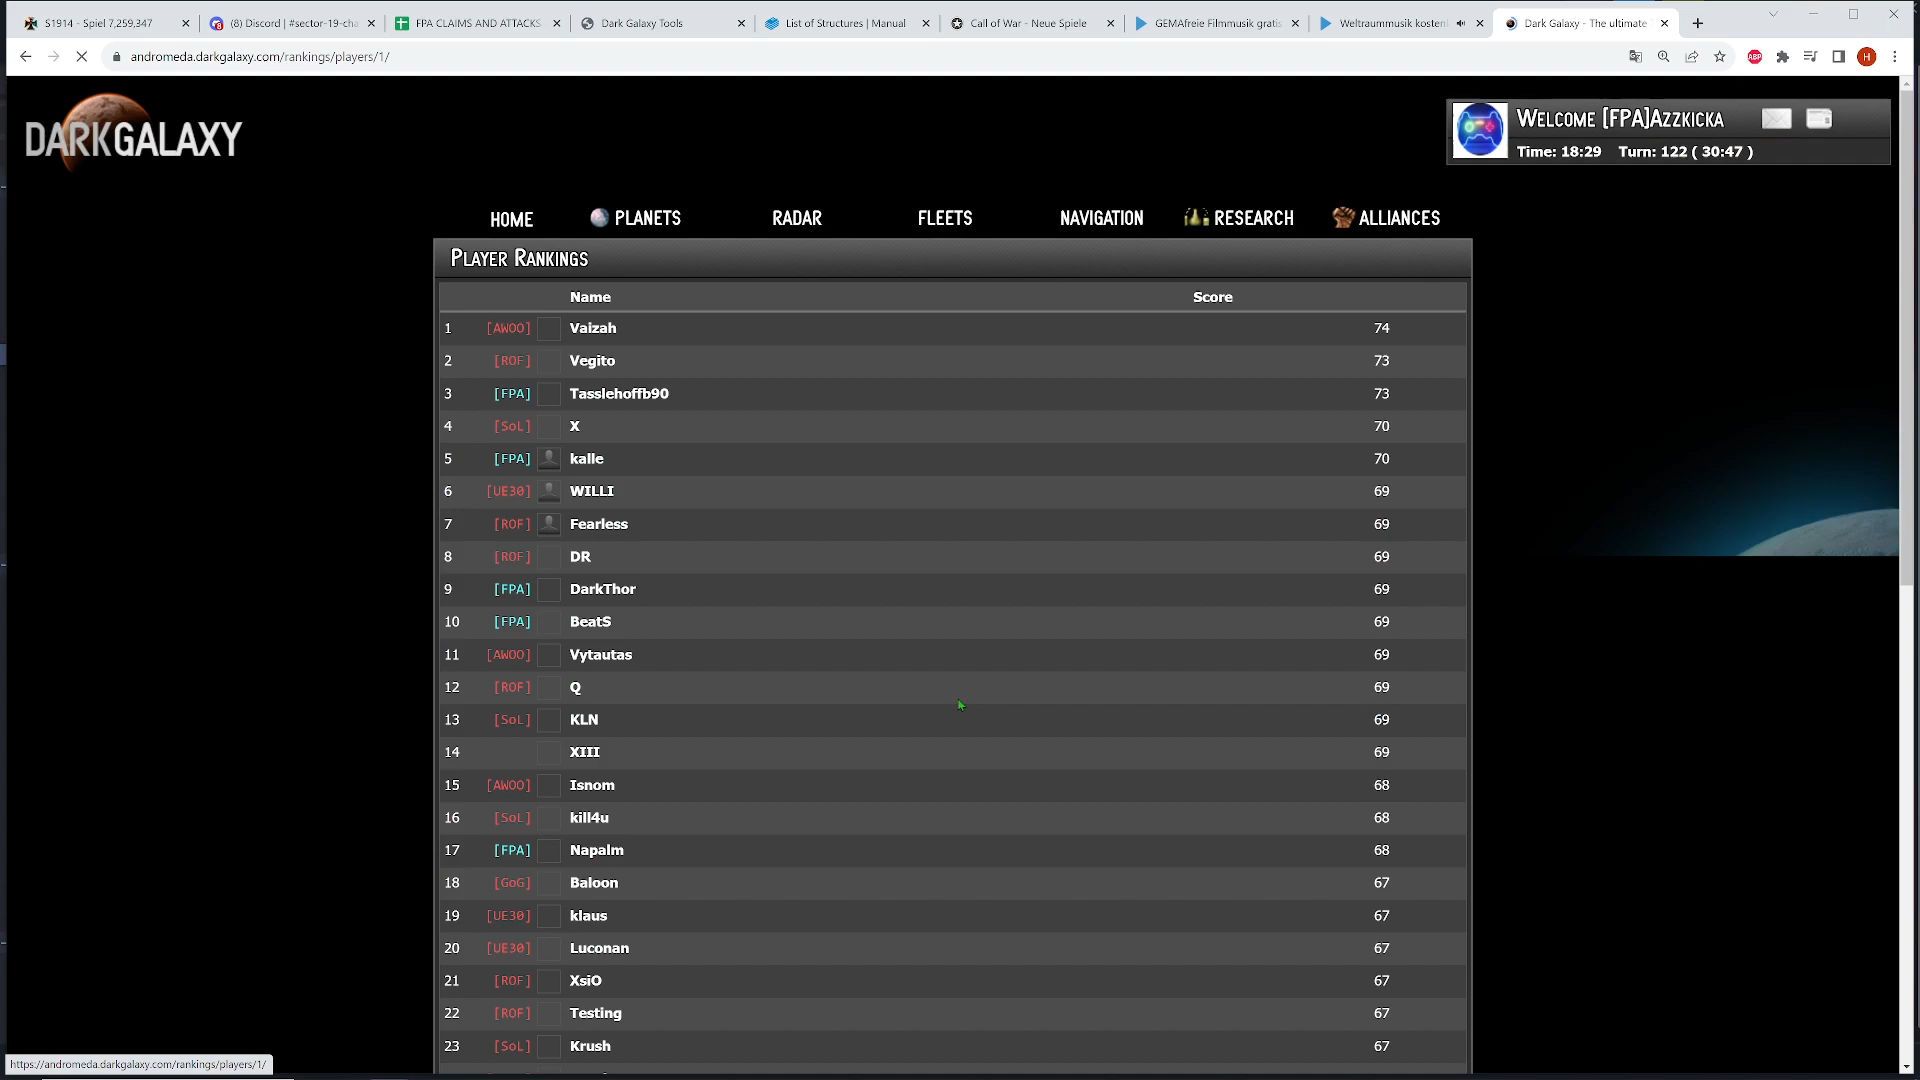 S1914 - Spiel 7,259,347
(8) Discord | #sector-19-cha
FPA CLAIMS AND ATTACKS
Dark Galaxy Tools
List of Structures | Manual
Call of War - Neue Spiele
GEMAfreie Filmmusik gratis
Weltraummusik kostenl
Dark Galaxy - The ultimate
andromeda.darkgalaxy.com/rankings/players/1/
ABP
H
DARKGALAXY
WELCOME [FPA]AZZKICKA
Time: 18:29 Turn: 122 ( 30:47 )
HOME PLANETS RADAR FLEETS NAVIGATION RESEARCH ALLIANCES
PLAYER RANKINGS
Name Score
1 [AWOO] Vaizah 74
2 [ROF] Vegito 73
3 [FPA] Tasslehoffb90 73
4 [SoL] X 70
5 [FPA] kalle 70
6 [UE30] WILLI 69
7 [ROF] Fearless 69
8 [ROF] DR 69
9 [FPA] DarkThor 69
10 [FPA] BeatS 69
11 [AWOO] Vytautas 69
12 [ROF] Q 69
13 [SoL] KLN 69
14 XIII 69
15 [AWOO] Isnom 68
16 [SoL] kill4u 68
17 [FPA] Napalm 68
18 [GoG] Baloon 67
19 [UE30] klaus 67
20 [UE30] Luconan 67
21 [ROF] XsiO 67
22 [ROF] Testing 67
23 [SoL] Krush 67
https://andromeda.darkgalaxy.com/rankings/players/1/